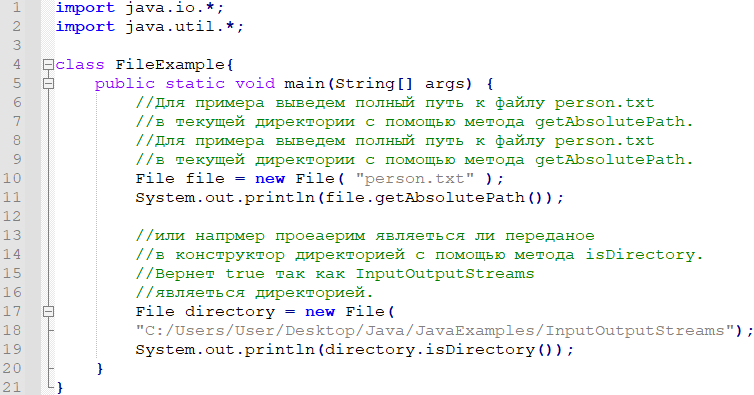 1 import java.io.*;
2 import java.util.*;
3
4 class FileExample{
5 public static void main(String[] args) {
6 //Для примера выведем полный путь к файлу person.txt
7 //в текущей директории с помощью метода getAbsolutePath.
8 //Для примера выведем полный путь к файлу person.txt
9 //в текущей директории с помощью метода getAbsolutePath.
10 File file = new File( "person.txt" );
11 System.out.println(file.getAbsolutePath());
12
13 //или напрмер проеаерим являеться ли переданое
14 //в конструктор директорией с помощью метода isDirectory.
15 //Вернет true так как InputOutputStreams
16 //являеться директорией.
17 File directory = new File(
18 "C:/Users/User/Desktop/Java/JavaExamples/InputOutputStreams");
19 System.out.println(directory.isDirectory());
20 }
21 }